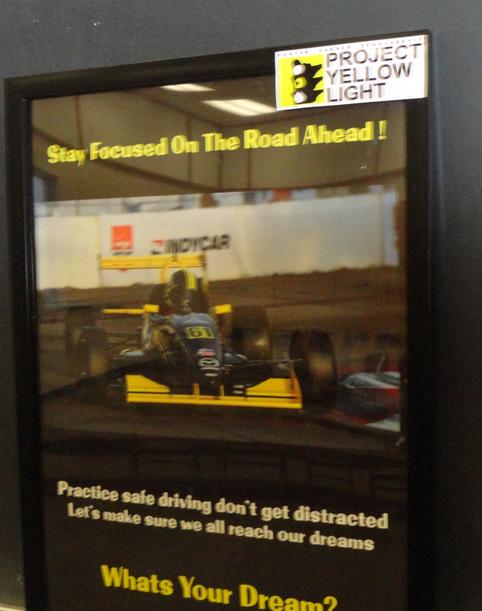 PROJECT
YELLOW
LIGHT
Stay Focused On The Road Ahead !
INDYCAR
61
Practice safe driving don't get distracted
Let's make sure we all reach our dreams
Whats Your Dream?